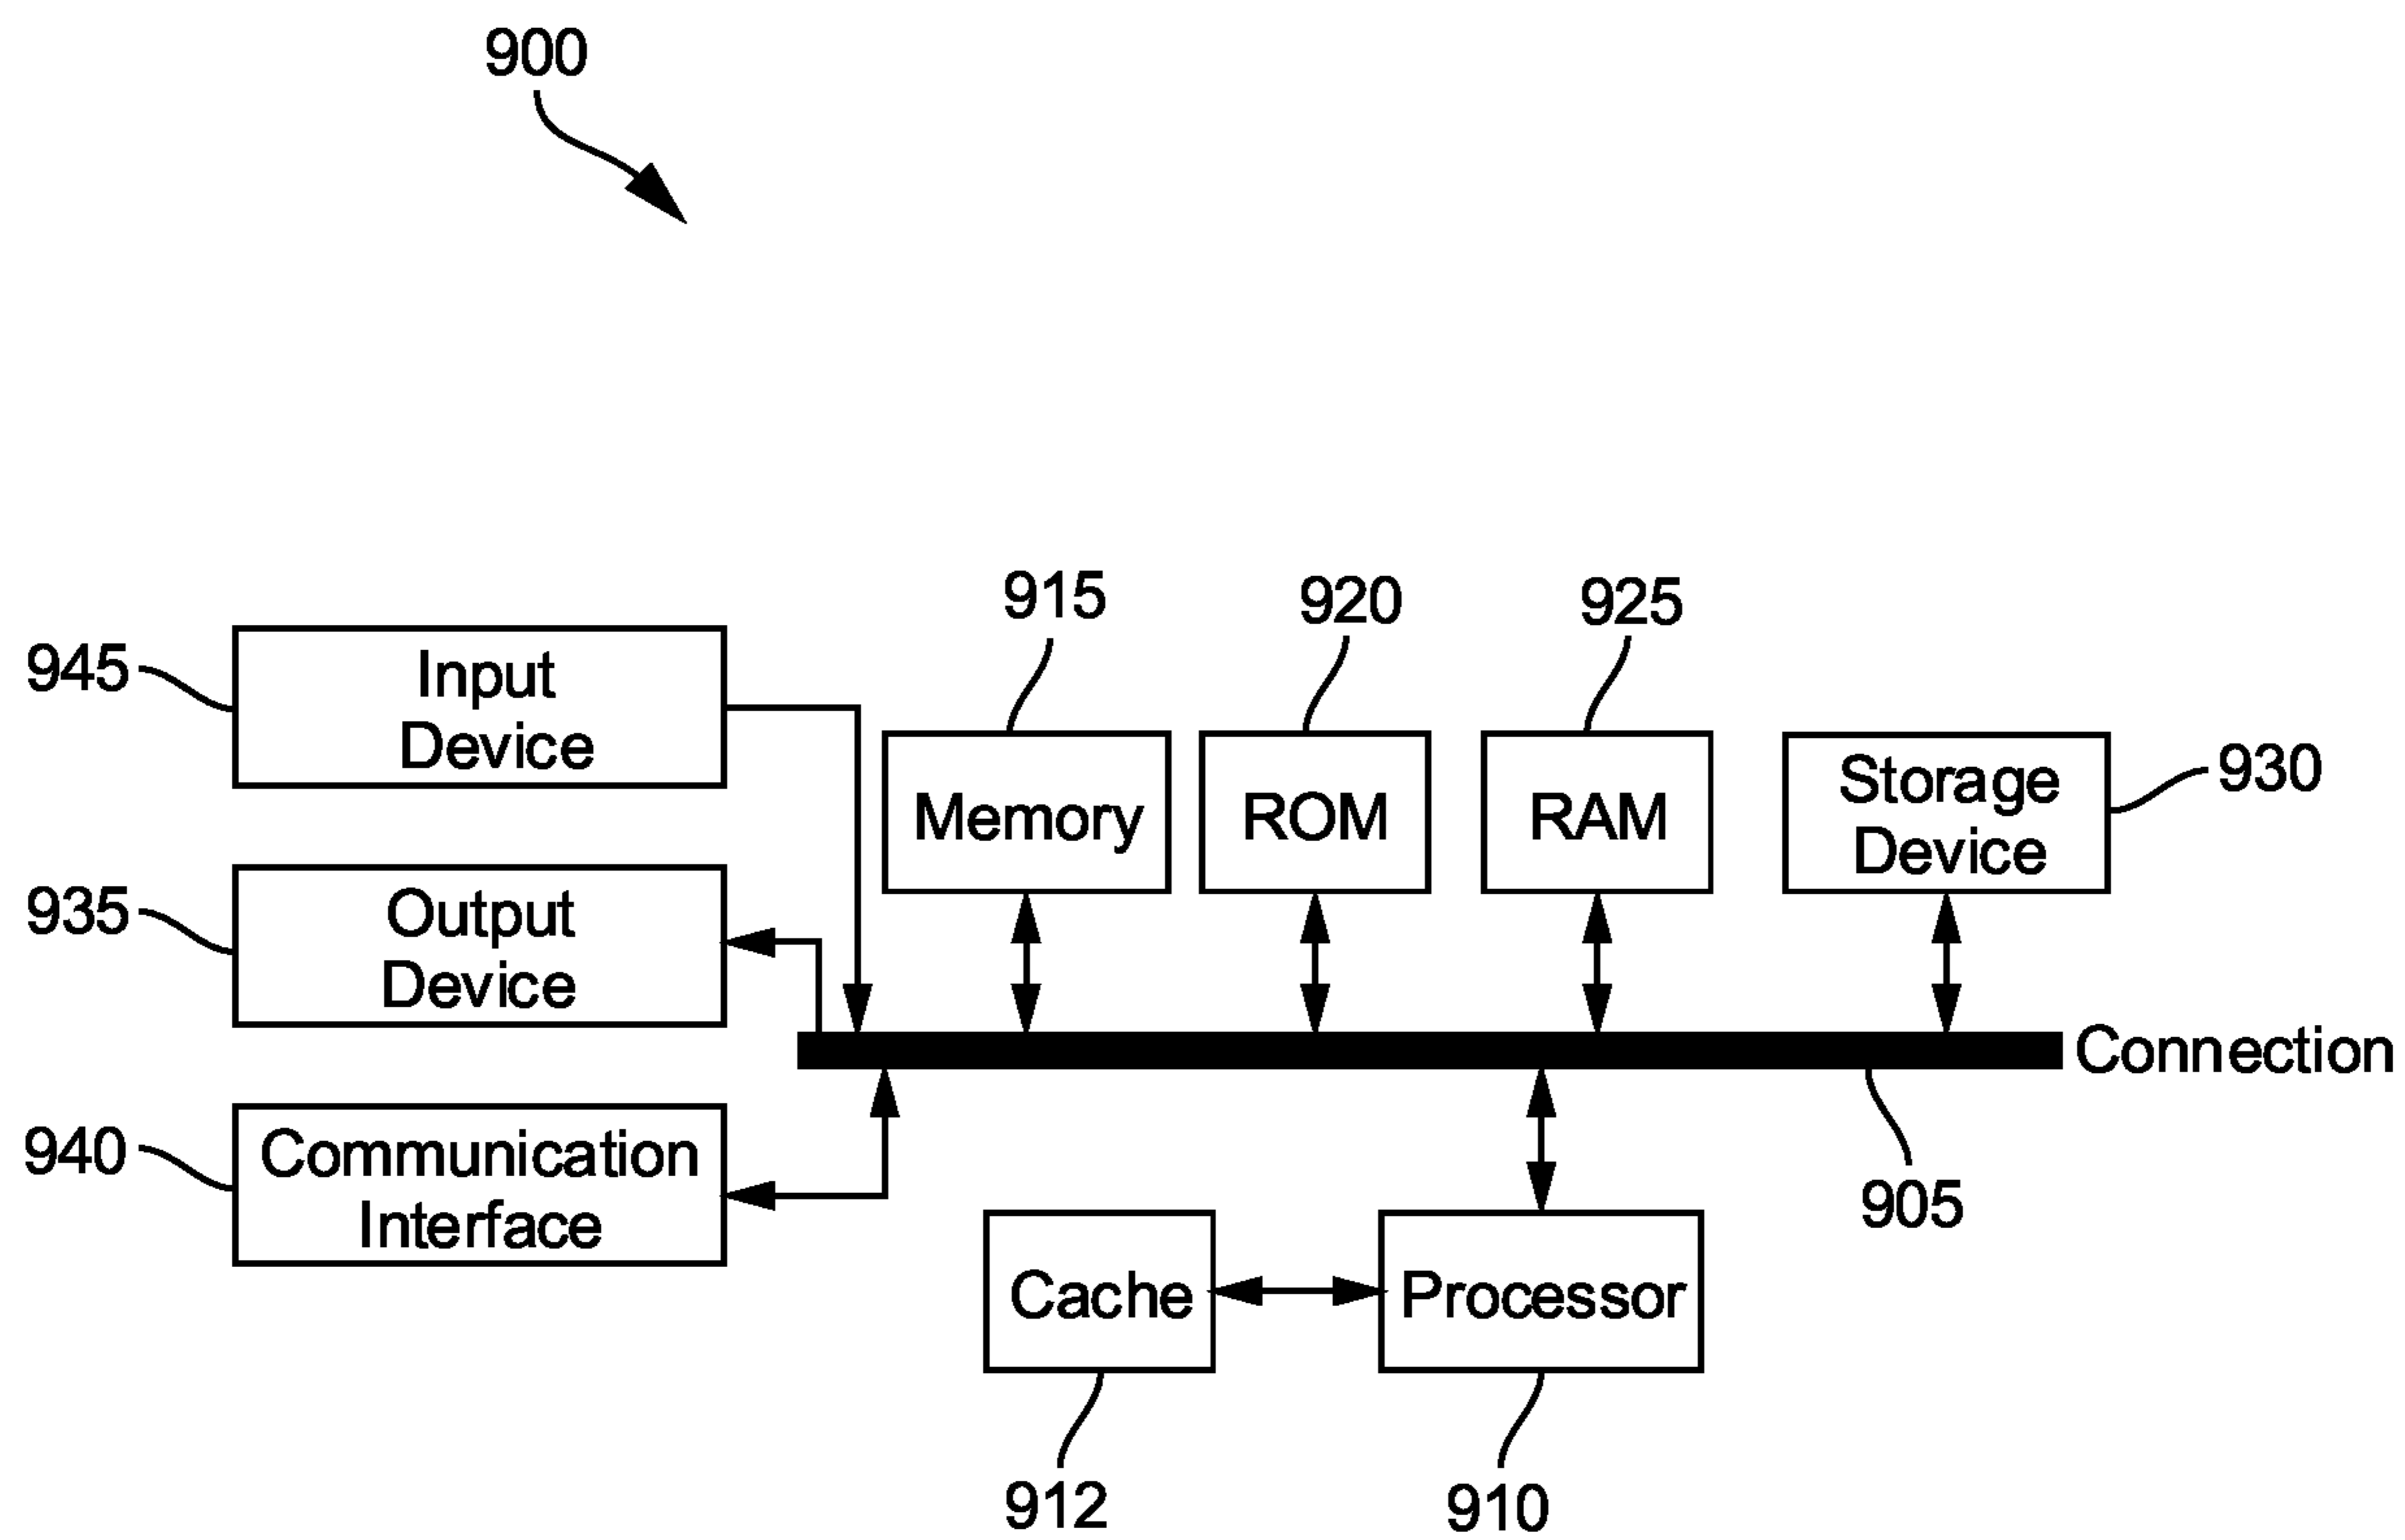 900
915
920
925
945
Input
Device
Memory
ROM
RAM
Storage
Device
930
935
Output
Device
Connection
940
Communication
Interface
905
Cache
Processor
912
910